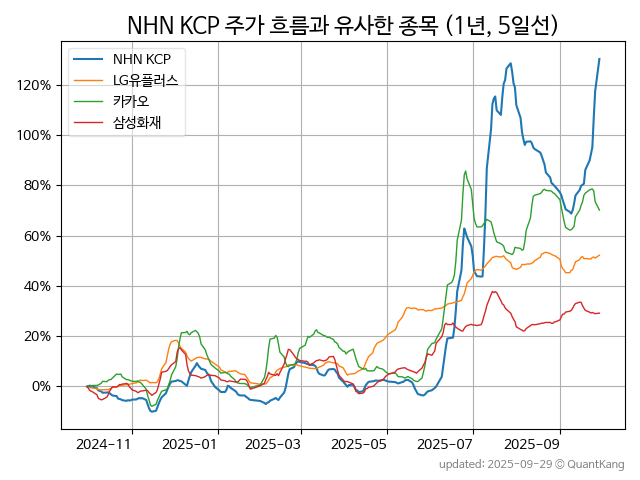 NHN KCP 주가 흐름과 유사한 종목 (1년, 5일선)
NHN KCP
LG유플러스
카카오
삼성화재
120%
100%
80%
60%
40%
20%
0%
2024-11
2025-01
2025-03
2025-05
2025-07
2025-09
updated: 2025-09-29 © QuantKang